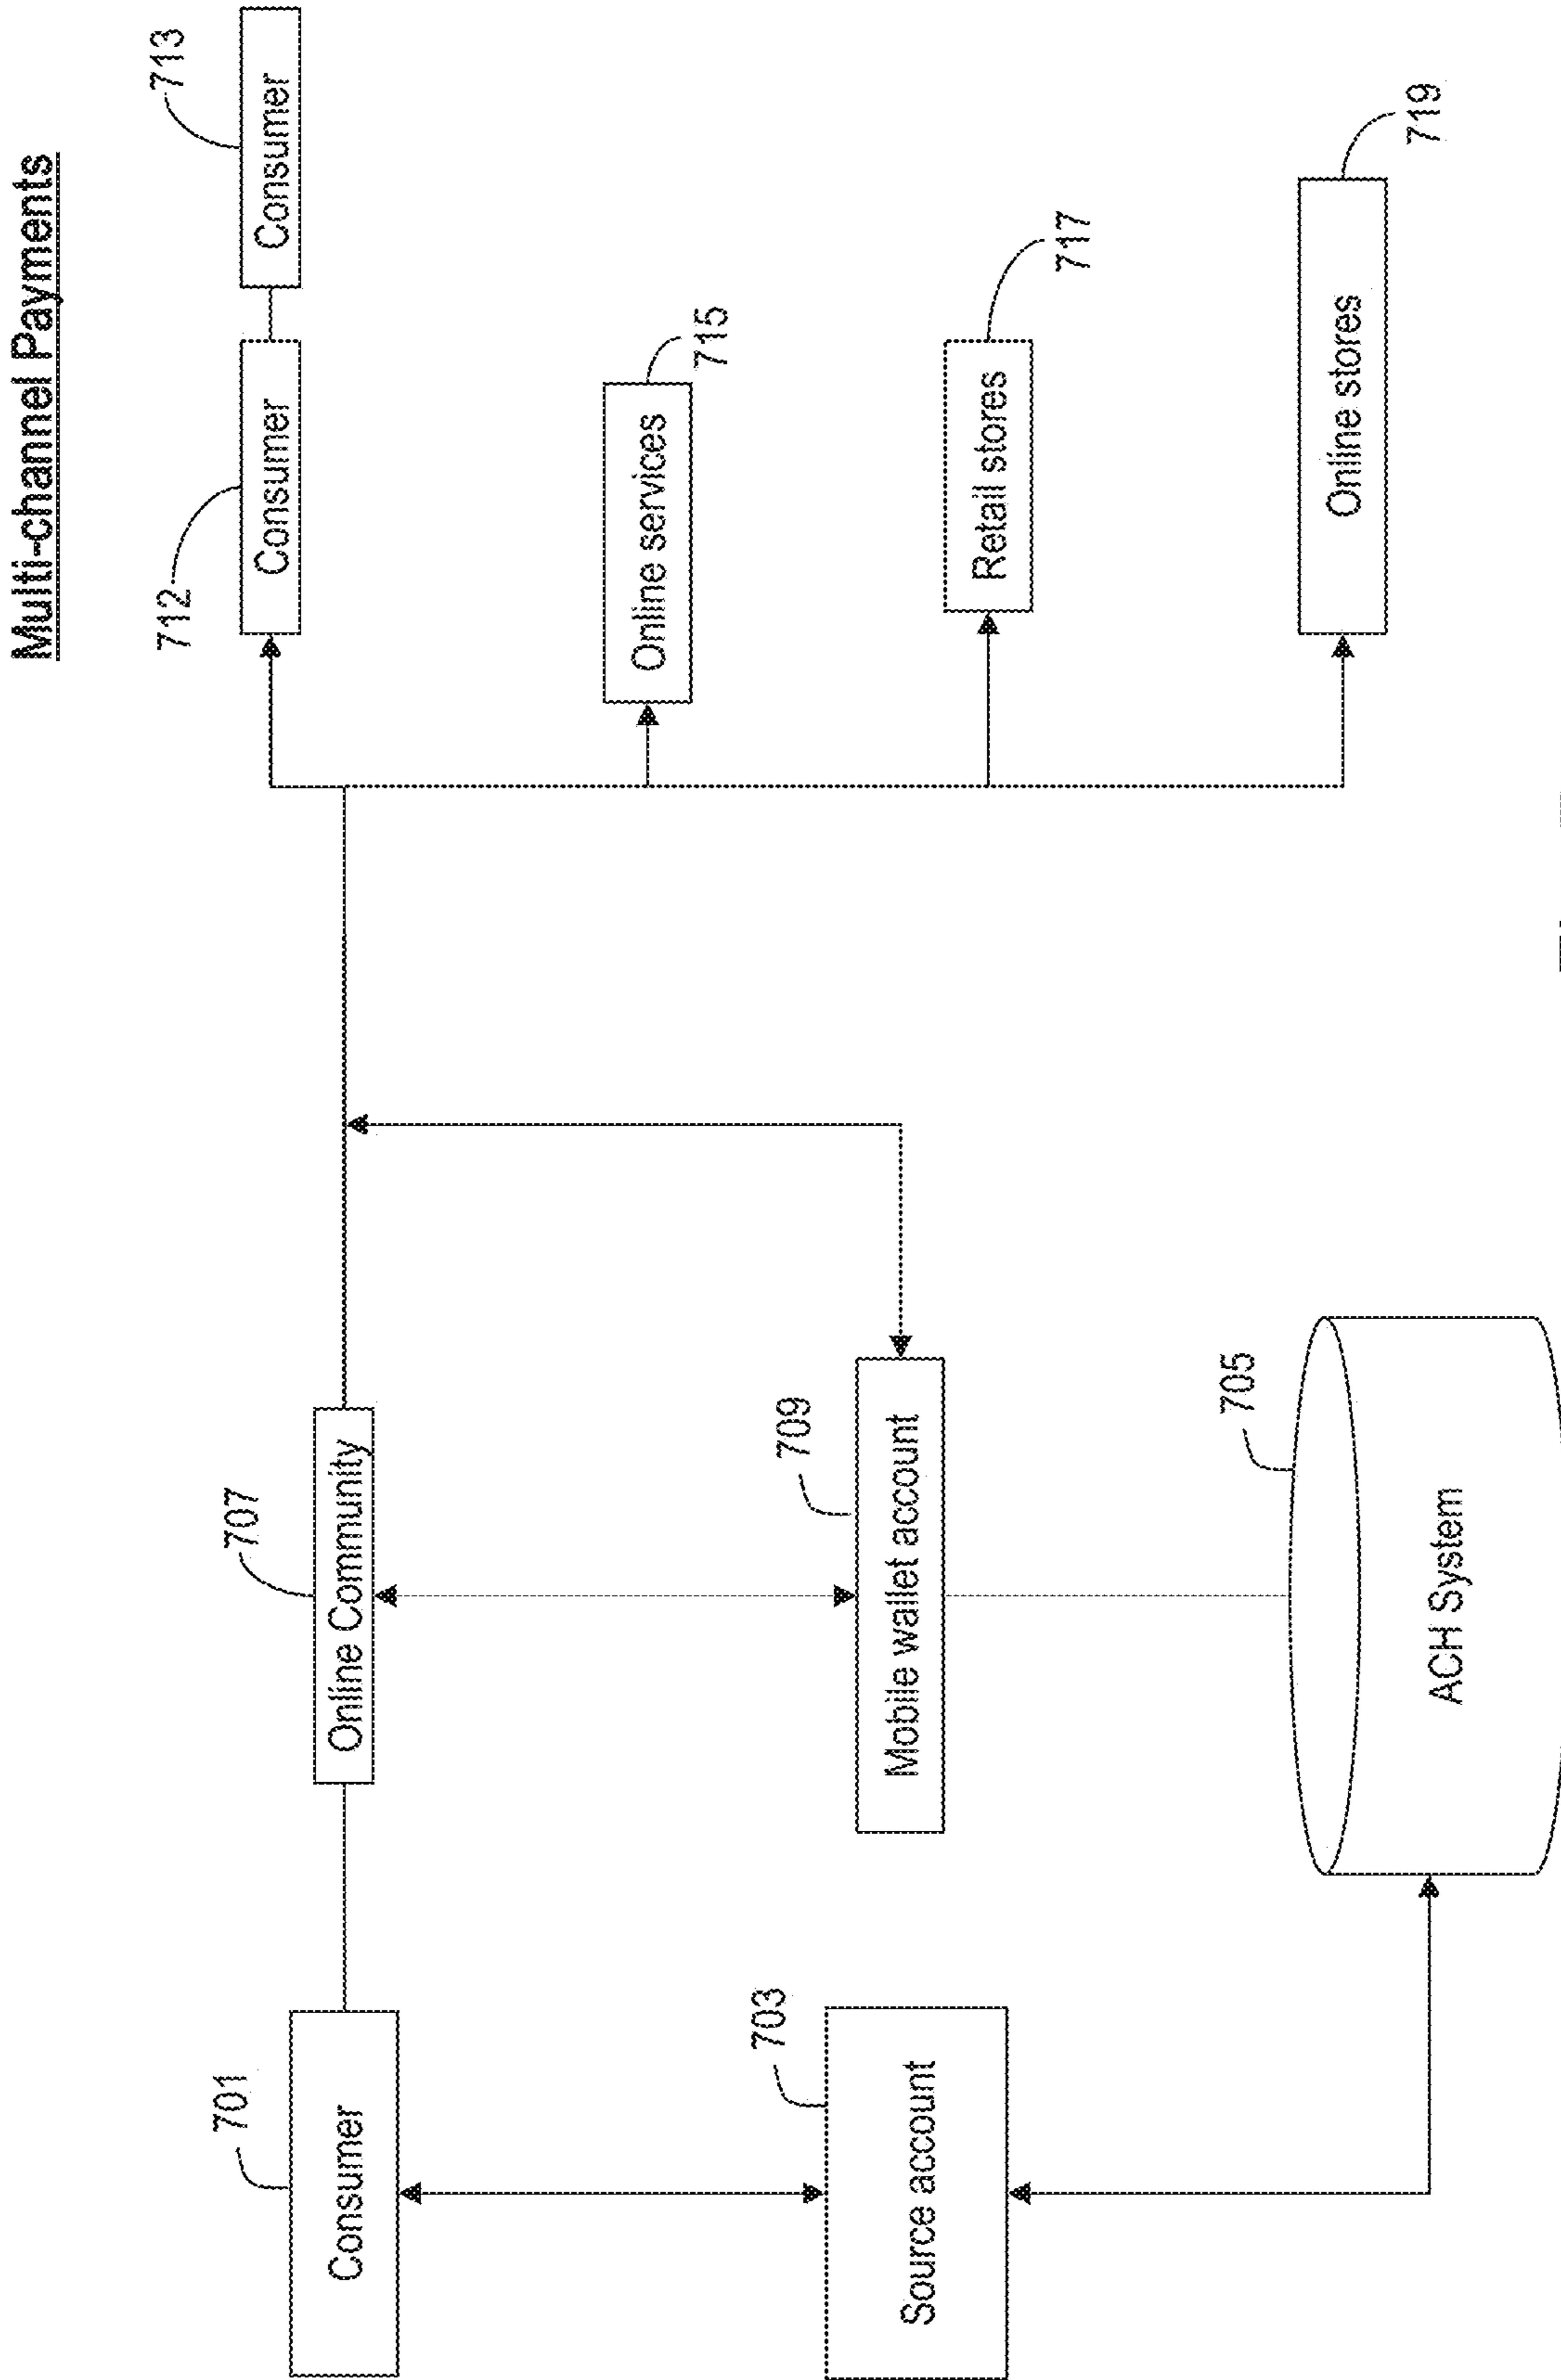 Multi-channel Payments
701
Consumer
707
Online Community
712
Consumer
713
Consumer
703
Source account
709
Mobile wallet account
705
ACH System
Online services
715
Retail stores
717
Online stores
719